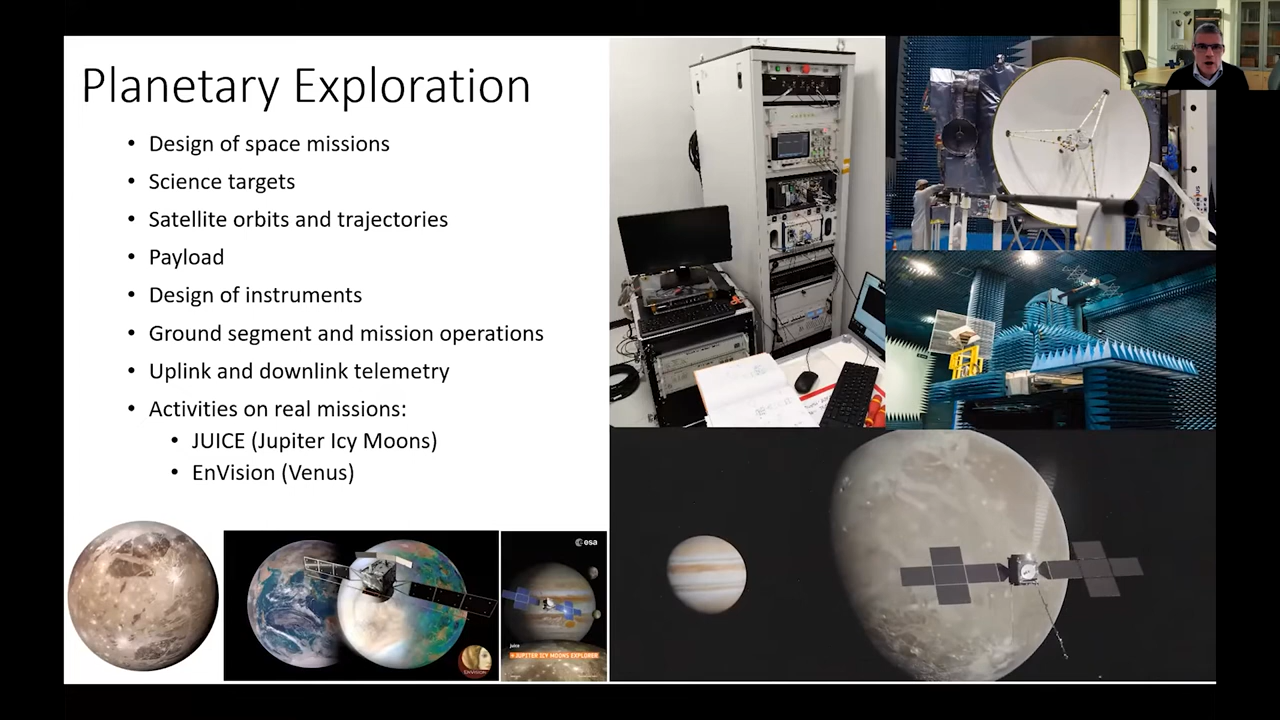 Planetary Exploration
• Design of space missions
• Science targets
• Satellite orbits and trajectories
• Payload
• Design of instruments
• Ground segment and mission operations
• Uplink and downlink telemetry
• Activities on real missions:
• JUICE (Jupiter Icy Moons)
• EnVision (Venus)
esa
juice
JUPITER ICY MOONS EXPLORER